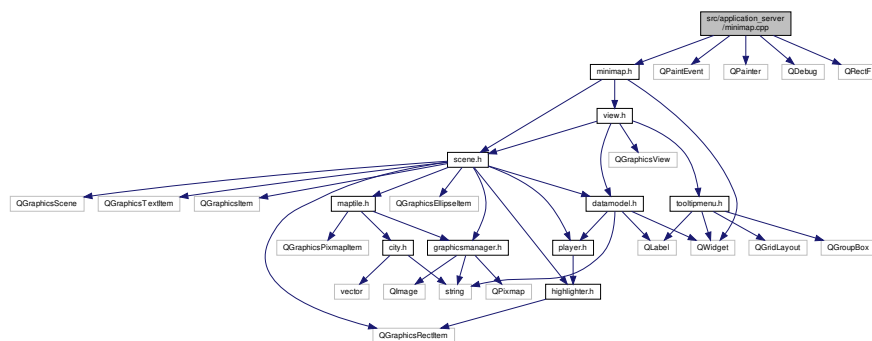 src/application_server
/minimap.cpp
minimap.h
QPaintEvent
QPainter
QDebug
QRectF
view.h
scene.h
QGraphicsView
QGraphicsScene
QGraphicsTextItem
QGraphicsItem
maptile.h
QGraphicsEllipseItem
datamodel.h
tooltipmenu.h
QGraphicsPixmapItem
city.h
graphicsmanager.h
player.h
QLabel
QWidget
QGridLayout
QGroupBox
vector
QImage
string
QPixmap
highlighter.h
QGraphicsRectItem